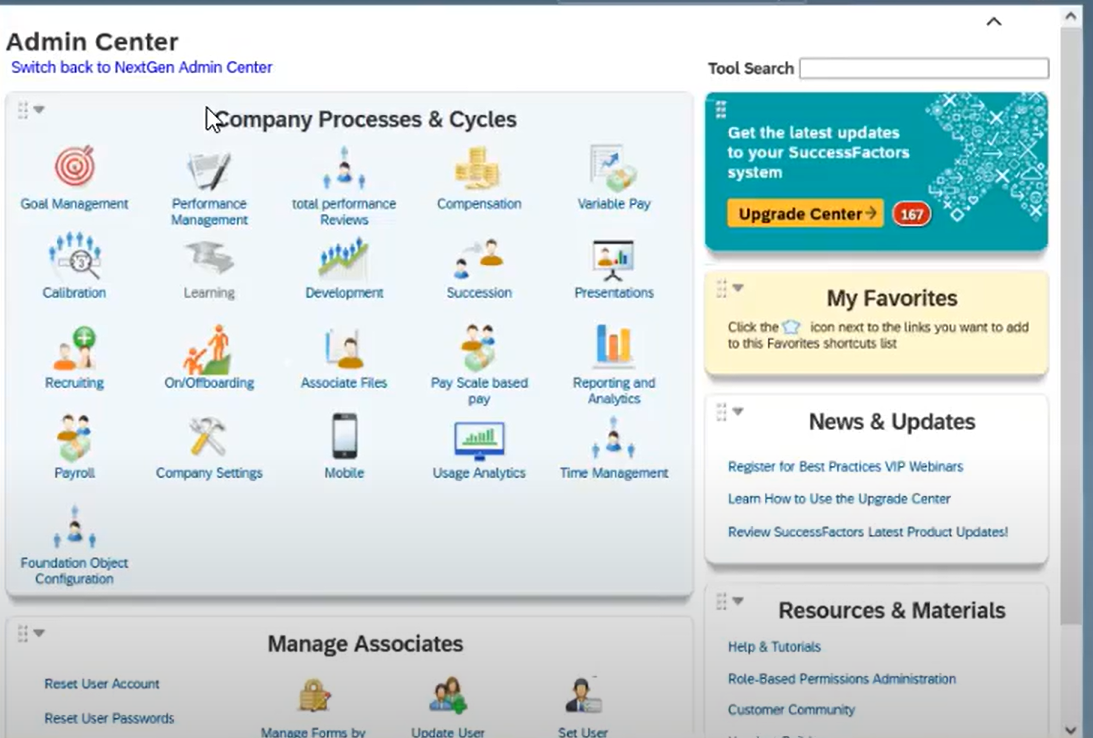 Admin Center
Switch back to NextGen Admin Center
Tool Search
Company Processes & Cycles
Goal Management
Performance
Management
total performance
Reviews
Compensation
Variable Pay
Calibration
Learning
Development
Succession
Presentations
Recruiting
On/Offboarding
Associate Files
Pay Scale based
pay
Reporting and
Analytics
Payroll
Company Settings
Mobile
Usage Analytics
Time Management
Foundation Object
Configuration
Manage Associates
Reset User Account
Reset User Passwords
Manage Forms by
Update User
Set User
Get the latest updates
to your SuccessFactors
system
Upgrade Center
167
My Favorites
Click the icon next to the links you want to add
to this Favorites shortcuts list
News & Updates
Register for Best Practices VIP Webinars
Learn How to Use the Upgrade Center
Review SuccessFactors Latest Product Updates!
Resources & Materials
Help & Tutorials
Role-Based Permissions Administration
Customer Community